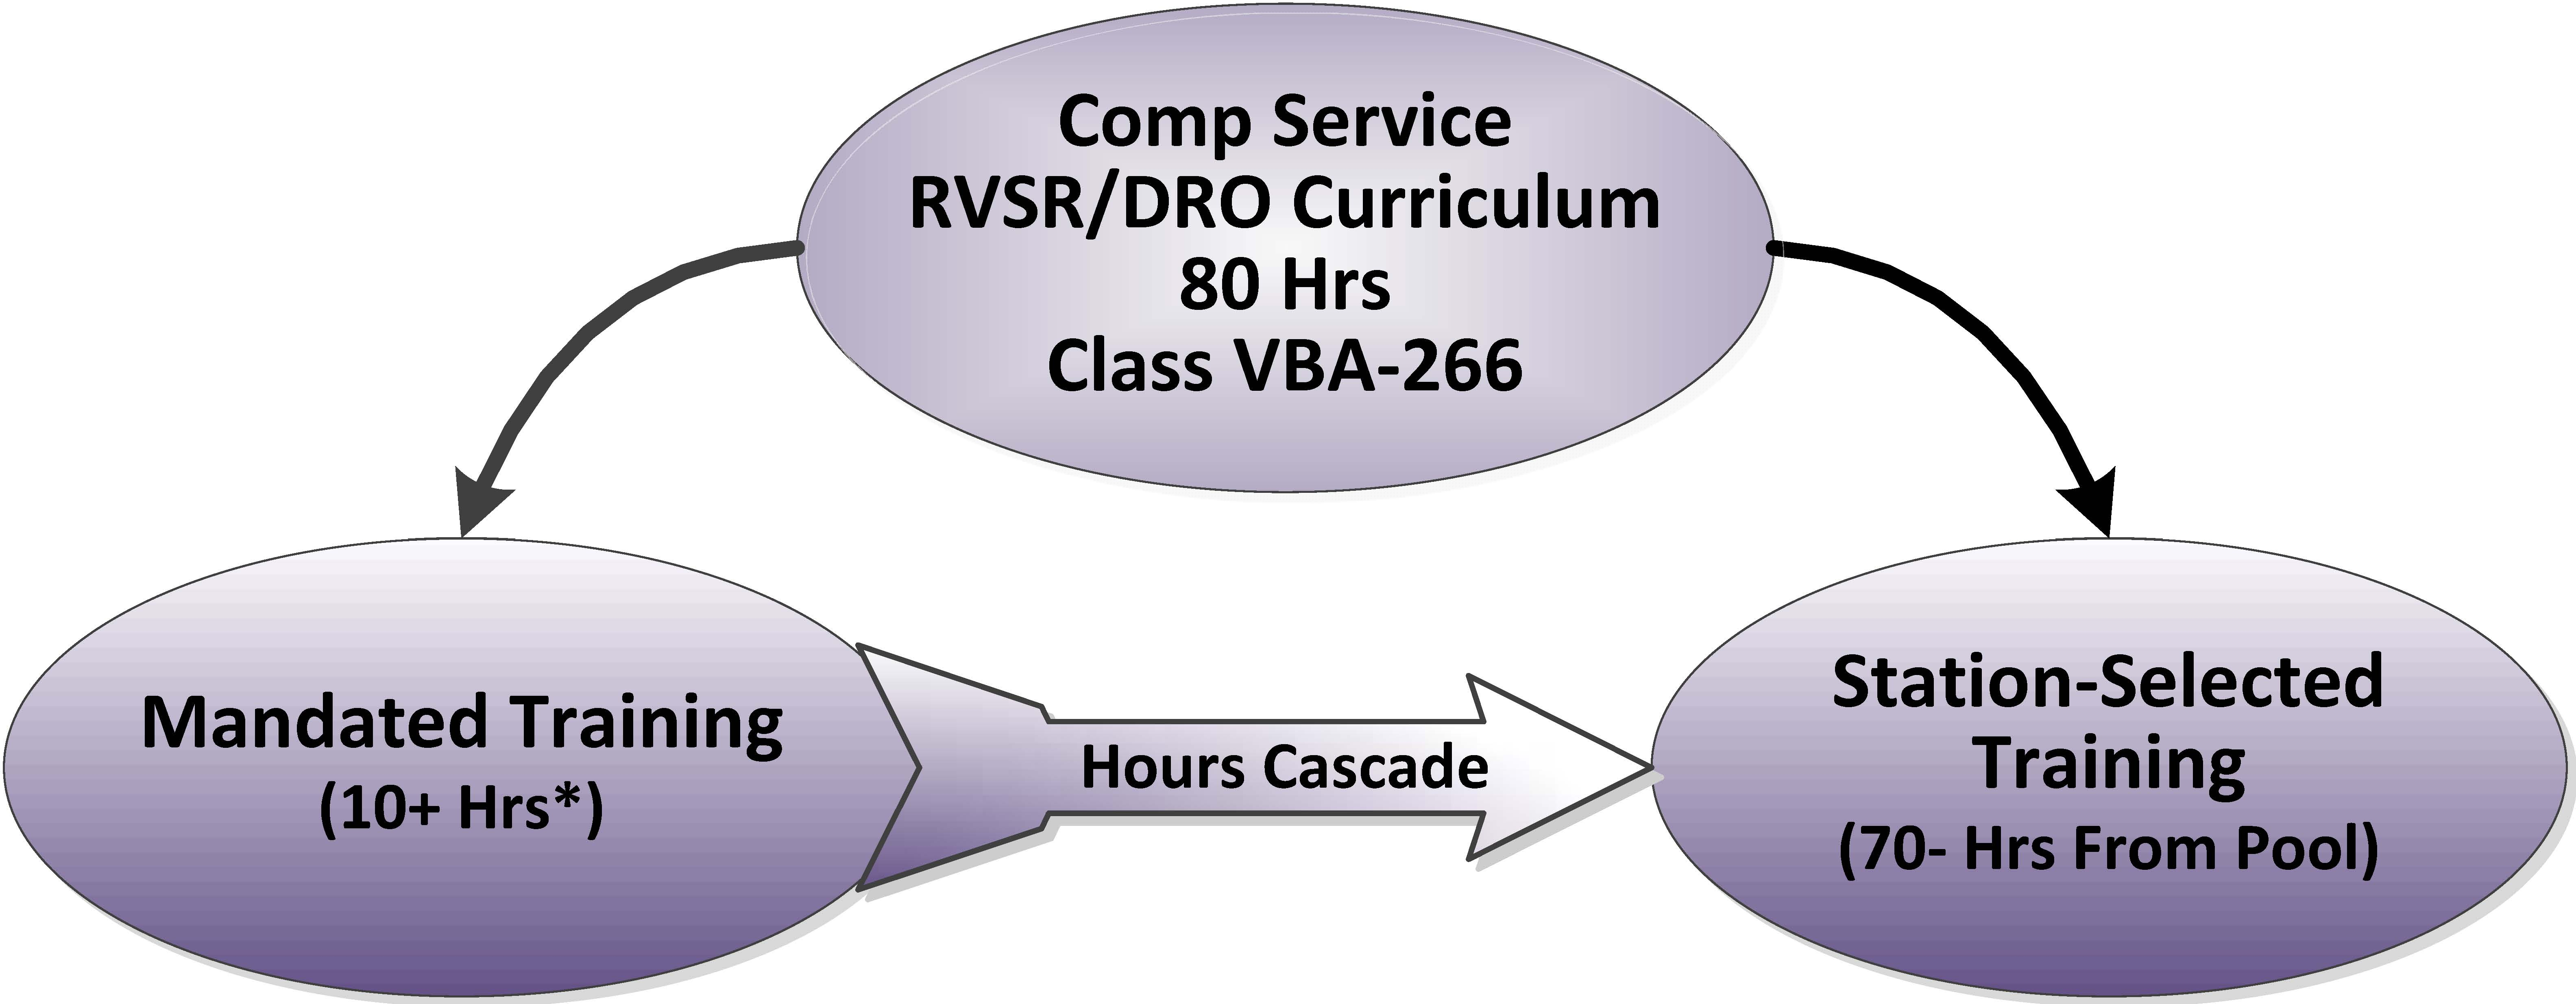 Comp Service
RVSR/DRO Curriculum
80 Hrs
Class VBA-266
Mandated Training
(10+ Hrs*)
Hours Cascade
Station-Selected
Training
(70- Hrs From Pool)